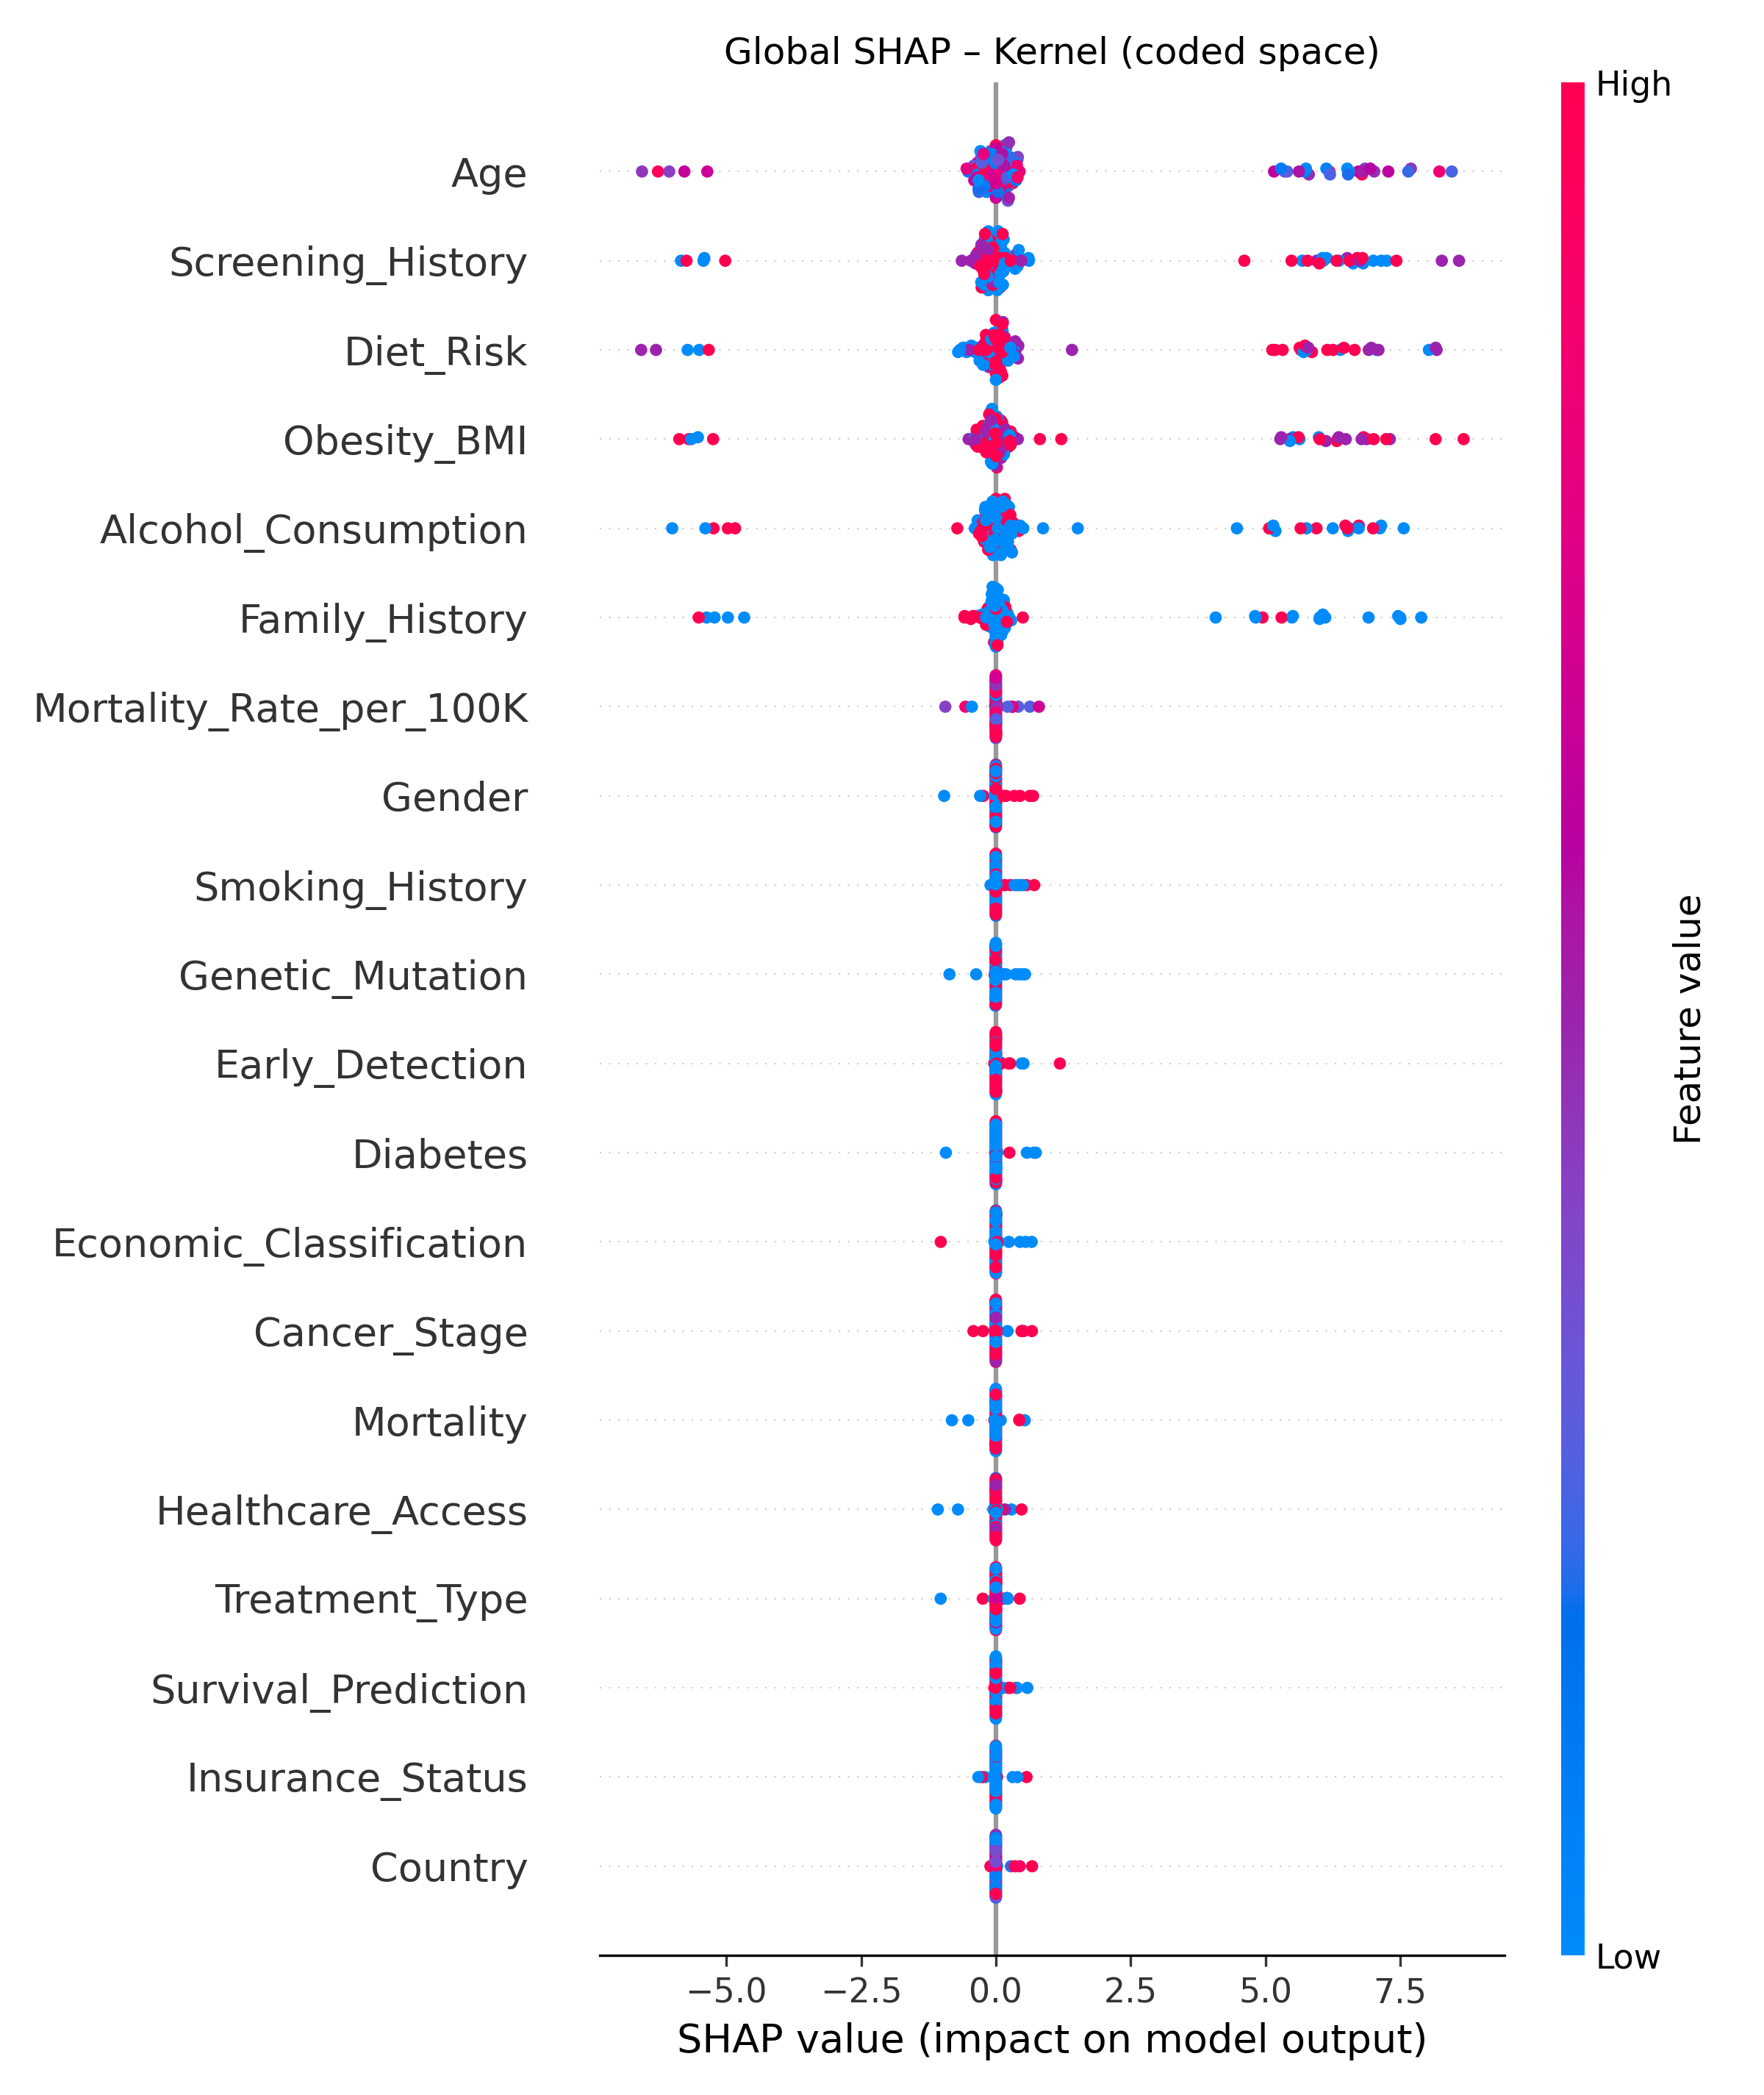 Global SHAP – Kernel (coded space)
High
Age
Screening_History
Diet_Risk
Obesity_BMI
Alcohol_Consumption
Family_History
Mortality_Rate_per_100K
Gender
Smoking_History
Genetic_Mutation
Early_Detection
Diabetes
Economic_Classification
Cancer_Stage
Mortality
Healthcare_Access
Treatment_Type
Survival_Prediction
Insurance_Status
Country
Feature value
Low
−5.0 −2.5 0.0 2.5 5.0 7.5
SHAP value (impact on model output)